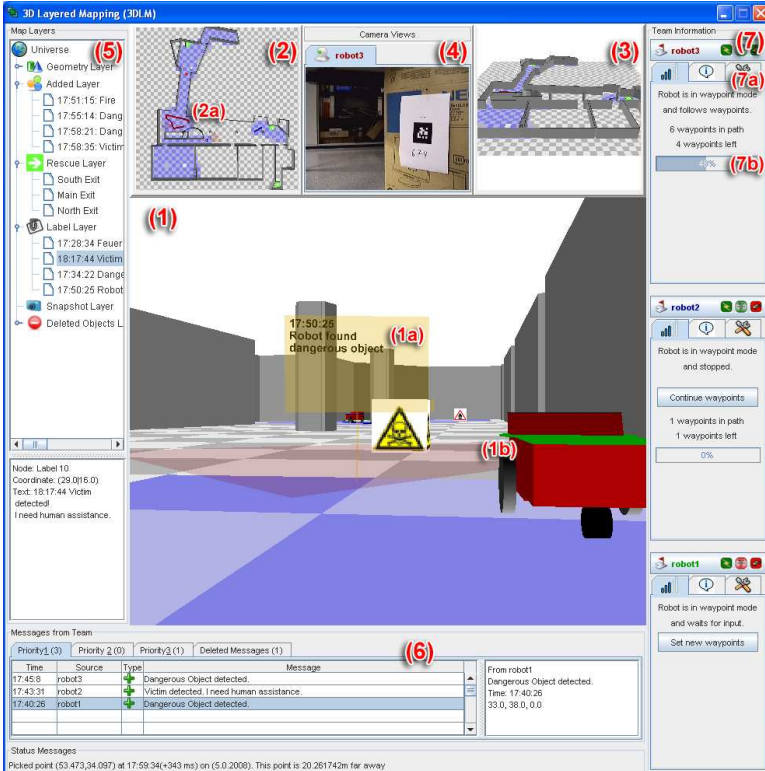 3D Layered Mapping (3DLM)
Map Layers
Universe
Geometry Layer
Added Layer
17:51:15: Fire
17:55:14: Dang
17:58:21: Dang
17:58:35: Victim
Rescue Layer
South Exit
Main Exit
North Exit
Label Layer
17:28:34 Feuer
18:17:44 Victim
17:34:22 Dange
17:50:25 Robot
Snapshot Layer
Deleted Objects L
(5)
Node: Label 10
Coordinate: (29.0|16.0)
Text: 18:17:44 Victim
detected!
I need human assistance.
(2)
(2a)
Camera Views
robot3
(4)
624
(3)
(1)
17:50:25
Robot found
dangerous object
(1a)
(1b)
Team Information
(7)
robot3
(7a)
Robot is in waypoint mode
and follows waypoints.
6 waypoints in path
4 waypoints left
(7b)
robot2
Robot is in waypoint mode
and stopped.
Continue waypoints
1 waypoints in path
1 waypoints left
0%
robot1
Robot is in waypoint mode
and waits for input.
Set new waypoints
Messages from Team
Priority1 (3) Priority 2 (0) Priority3 (1) Deleted Messages (1)
(6)
Time Source Type Message
17:45:8 robot3 Dangerous Object detected.
17:43:31 robot2 Victim detected. I need human assistance.
17:40:26 robot1 Dangerous Object detected.
From robot1
Dangerous Object detected.
Time: 17:40:26
33.0, 38.0, 0.0
Status Messages
Picked point (53.473,34.097) at 17:59:34(+343 ms) on (5.0.2008). This point is 20.261742m far away